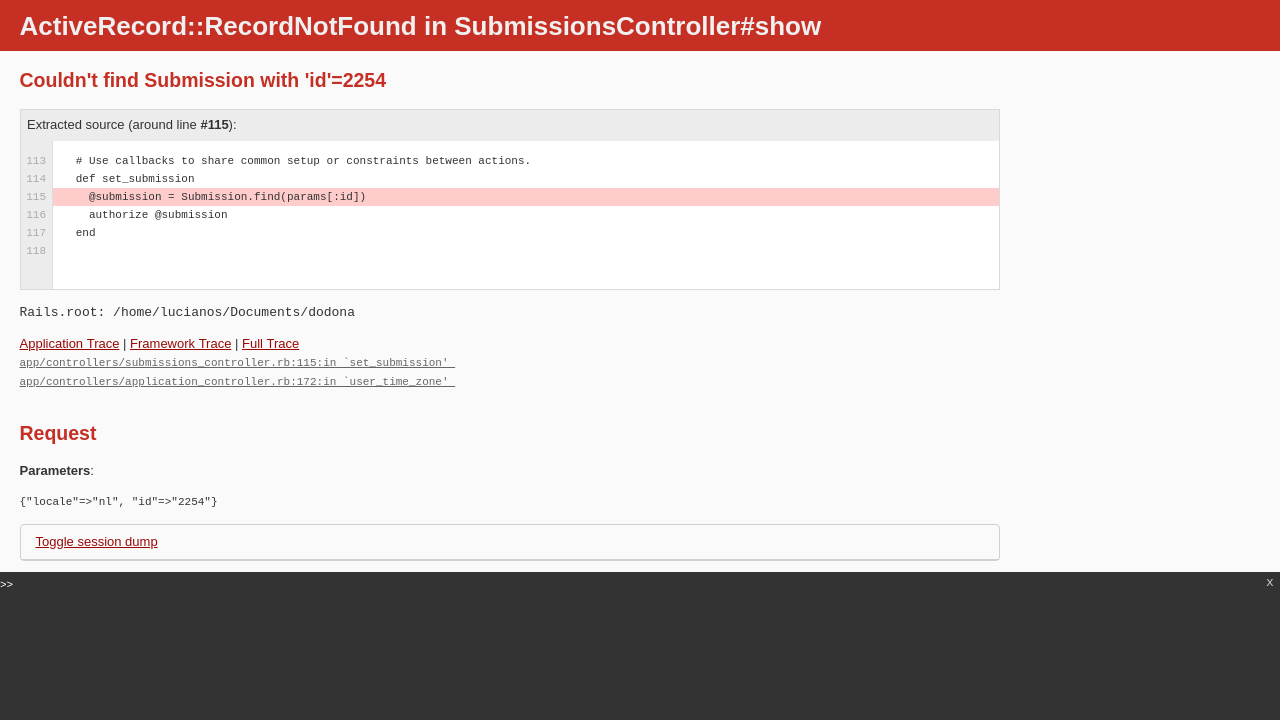 ActiveRecord::RecordNotFound in SubmissionsController#show
Couldn't find Submission with 'id'=2254
Extracted source (around line #115):
113 # Use callbacks to share common setup or constraints between actions.
114 def set_submission
115 @submission = Submission.find(params[:id])
116 authorize @submission
117 end
118
Rails.root: /home/lucianos/Documents/dodona
Application Trace | Framework Trace | Full Trace
app/controllers/submissions_controller.rb:115:in `set_submission'
app/controllers/application_controller.rb:172:in `user_time_zone'
Request
Parameters:
{"locale"=>"nl", "id"=>"2254"}
Toggle session dump
>> x